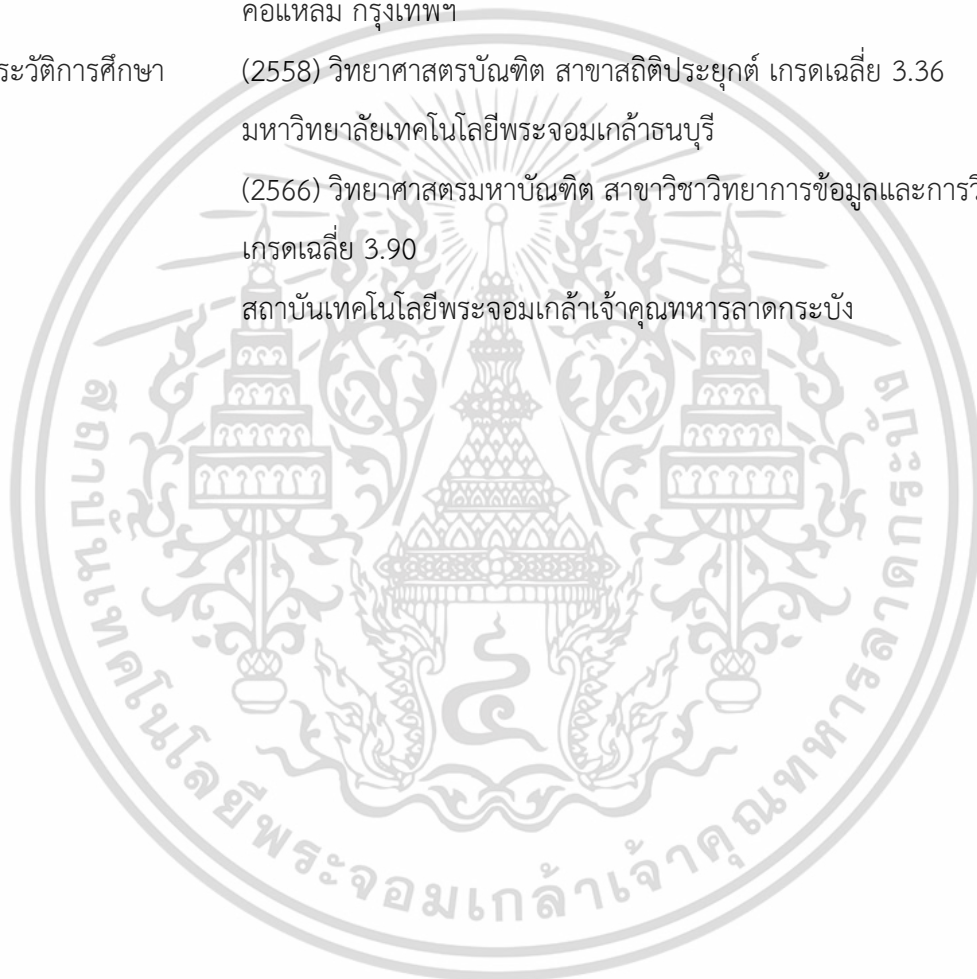 คอแหลม กรุงเทพฯ
ระวัติการศึกษา (2558) วิทยาศาสตรบัณฑิต สาขาสถิติประยุกต์ เกรดเฉลี่ย 3.36
มหาวิทยาลัยเทคโนโลยีพระจอมเกล้าธนบุรี
(2566) วิทยาศาสตรมหาบัณฑิต สาขาวิชาวิทยาการข้อมูลและการวิ
เกรดเฉลี่ย 3.90
สถาบันเทคโนโลยีพระจอมเกล้าเจ้าคุณทหารลาดกระบัง
๔
สถาบันเทคโนโลยีพระจอมเกล้าเจ้าคุณทหารลาดกระบัง